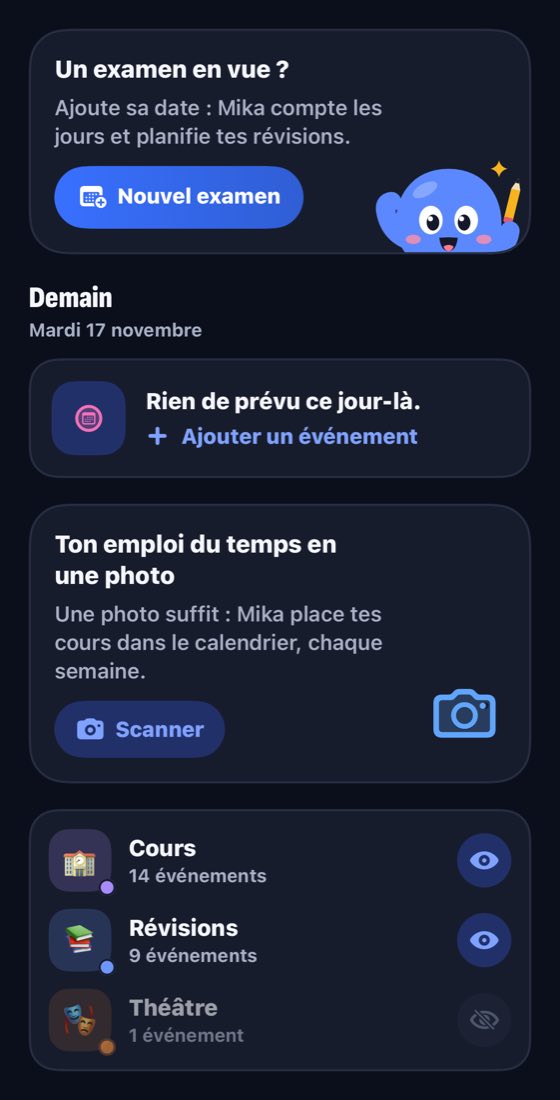 Un examen en vue ?
Ajoute sa date : Mika compte les
jours et planifie tes révisions.
Nouvel examen
Demain
Mardi 17 novembre
Rien de prévu ce jour-là.
+ Ajouter un événement
Ton emploi du temps en
une photo
Une photo suffit : Mika place tes
cours dans le calendrier, chaque
semaine.
Scanner
Cours
14 événements
Révisions
9 événements
Théâtre
1 événement